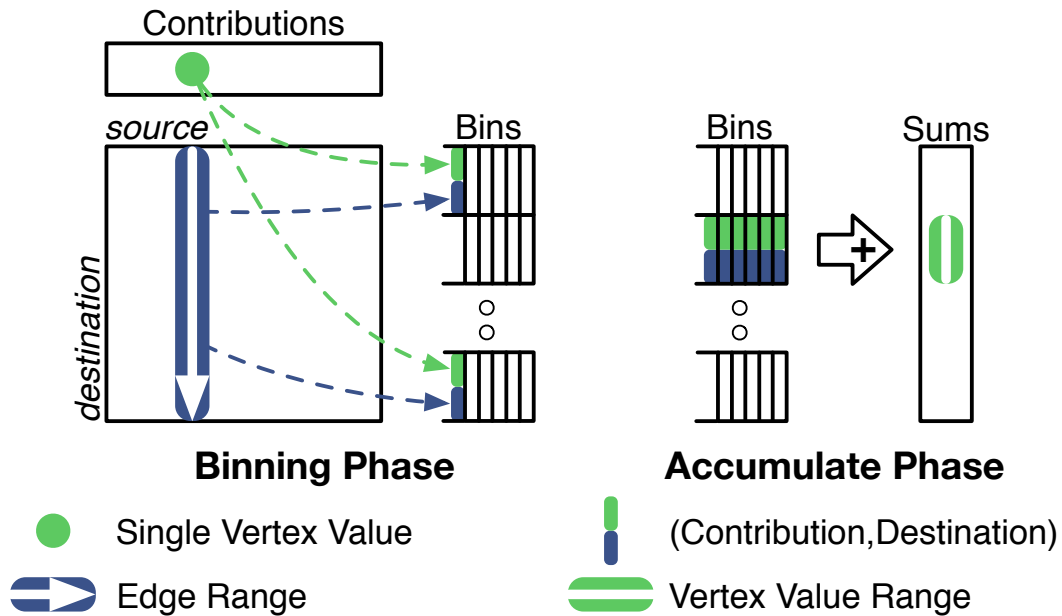 Contributions
source
destination
Bins
Bins
Sums
+
Binning Phase
Accumulate Phase
Single Vertex Value
(Contribution,Destination)
Edge Range
Vertex Value Range